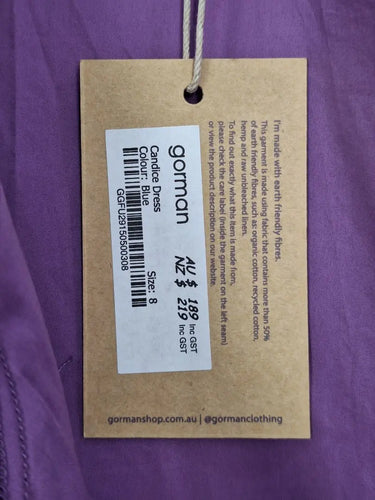 I'm made with earth friendly fibres.
This garment is made using fabric that contains more than 50%
of earth friendly fibres, such as organic cotton, recycled cotton,
hemp and raw unbleached linen.
To find out exactly what this item is made from,
please check the care label (inside the garment on the left seam)
or view the product description on our website.
gorman
AU $ 189 Inc GST
NZ $ 219 Inc GST
Candice Dress
Colour: Blue
Size: 8
GGFU29150500308
gormanshop.com.au | @gormanclothing